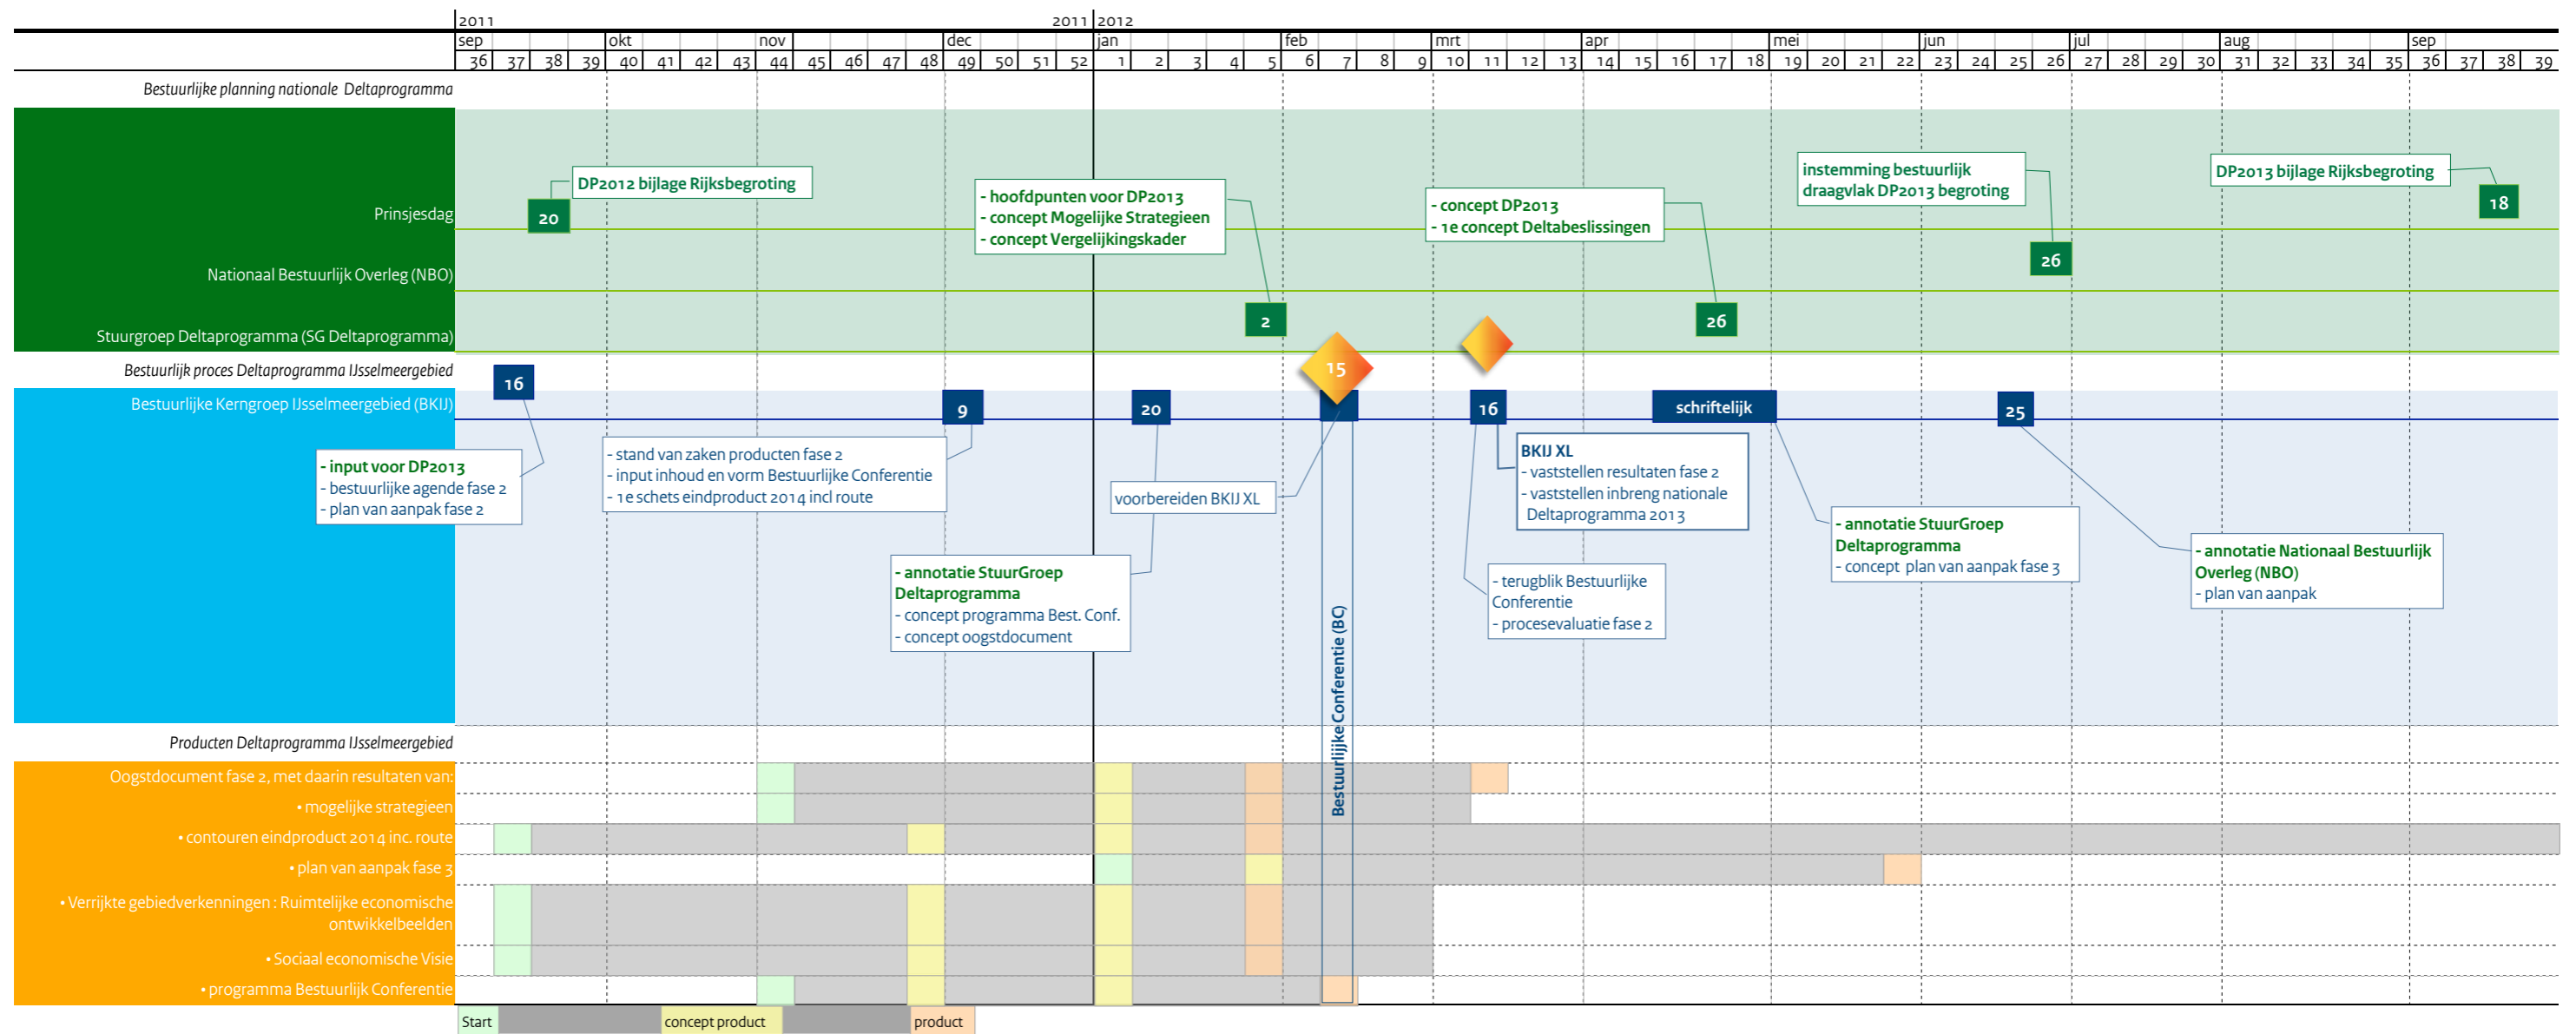 2011 2011 2012
sep okt nov dec jan feb mrt apr mei jun jul aug sep
36 37 38 39 40 41 42 43 44 45 46 47 48 49 50 51 52 1 2 3 4 5 6 7 8 9 10 11 12 13 14 15 16 17 18 19 20 21 22 23 24 25 26 27 28 29 30 31 32 33 34 35 36 37 38 39
Bestuurlijke planning nationale Deltaprogramma
Prinsjesdag
20
DP2012 bijlage Rijksbegroting
DP2013 bijlage Rijksbegroting
18
Nationaal Bestuurlijk Overleg (NBO)
instemming bestuurlijk
draagvlak DP2013 begroting
26
Stuurgroep Deltaprogramma (SG Deltaprogramma)
- hoofdpunten voor DP2013
- concept Mogelijke Strategieen
- concept Vergelijkingskader
2
- concept DP2013
- 1e concept Deltabeslissingen
26
Bestuurlijk proces Deltaprogramma IJsselmeergebied
Bestuurlijke Kerngroep IJsselmeergebied (BKIJ)
16
9
20
15
16
schriftelijk
25
- input voor DP2013
- bestuurlijke agende fase 2
- plan van aanpak fase 2
- stand van zaken producten fase 2
- input inhoud en vorm Bestuurlijke Conferentie
- 1e schets eindproduct 2014 incl route
- annotatie StuurGroep
Deltaprogramma
- concept programma Best. Conf.
- concept oogstdocument
voorbereiden BKIJ XL
Bestuurlijjke Conferentie (BC)
BKIJ XL
- vaststellen resultaten fase 2
- vaststellen inbreng nationale
Deltaprogramma 2013
- terugblik Bestuurlijke
Conferentie
- procesevaluatie fase 2
- annotatie StuurGroep
Deltaprogramma
- concept plan van aanpak fase 3
- annotatie Nationaal Bestuurlijk
Overleg (NBO)
- plan van aanpak
Producten Deltaprogramma IJsselmeergebied
Oogstdocument fase 2, met daarin resultaten van:
• mogelijke strategieen
• contouren eindproduct 2014 inc. route
• plan van aanpak fase 3
• Verrijkte gebiedverkenningen : Ruimtelijke economische
ontwikkelbeelden
• Sociaal economische Visie
• programma Bestuurlijk Conferentie
Start concept product product